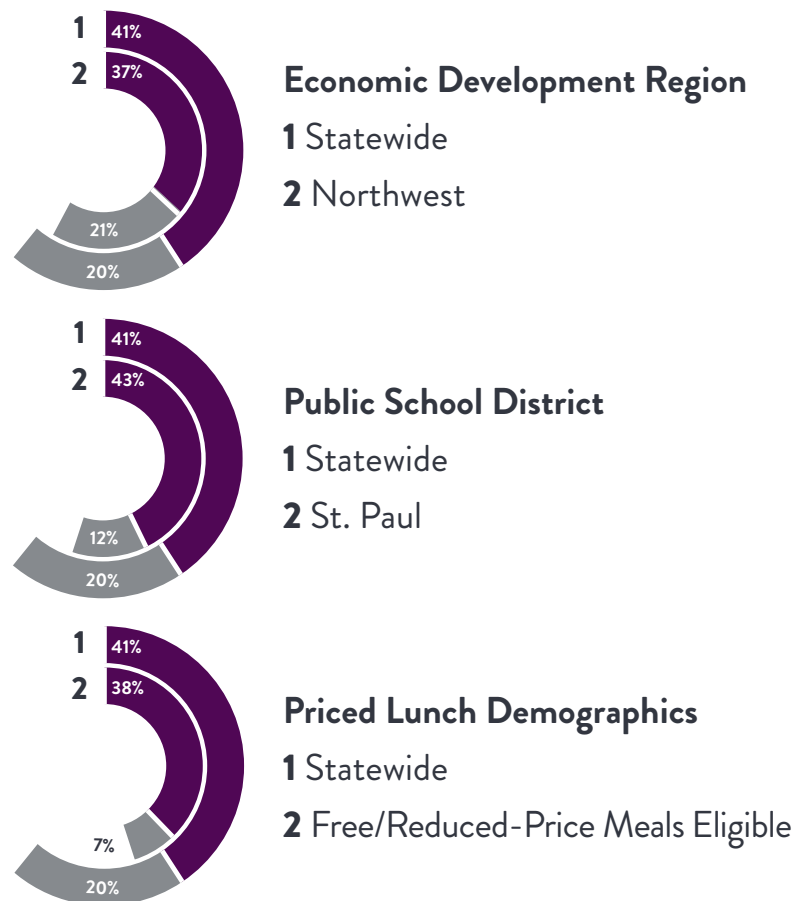 1 41%
2 37%
21%
20%
Economic Development Region
1 Statewide
2 Northwest
1 41%
2 43%
12%
20%
Public School District
1 Statewide
2 St. Paul
1 41%
2 38%
7%
20%
Priced Lunch Demographics
1 Statewide
2 Free/Reduced-Price Meals Eligible